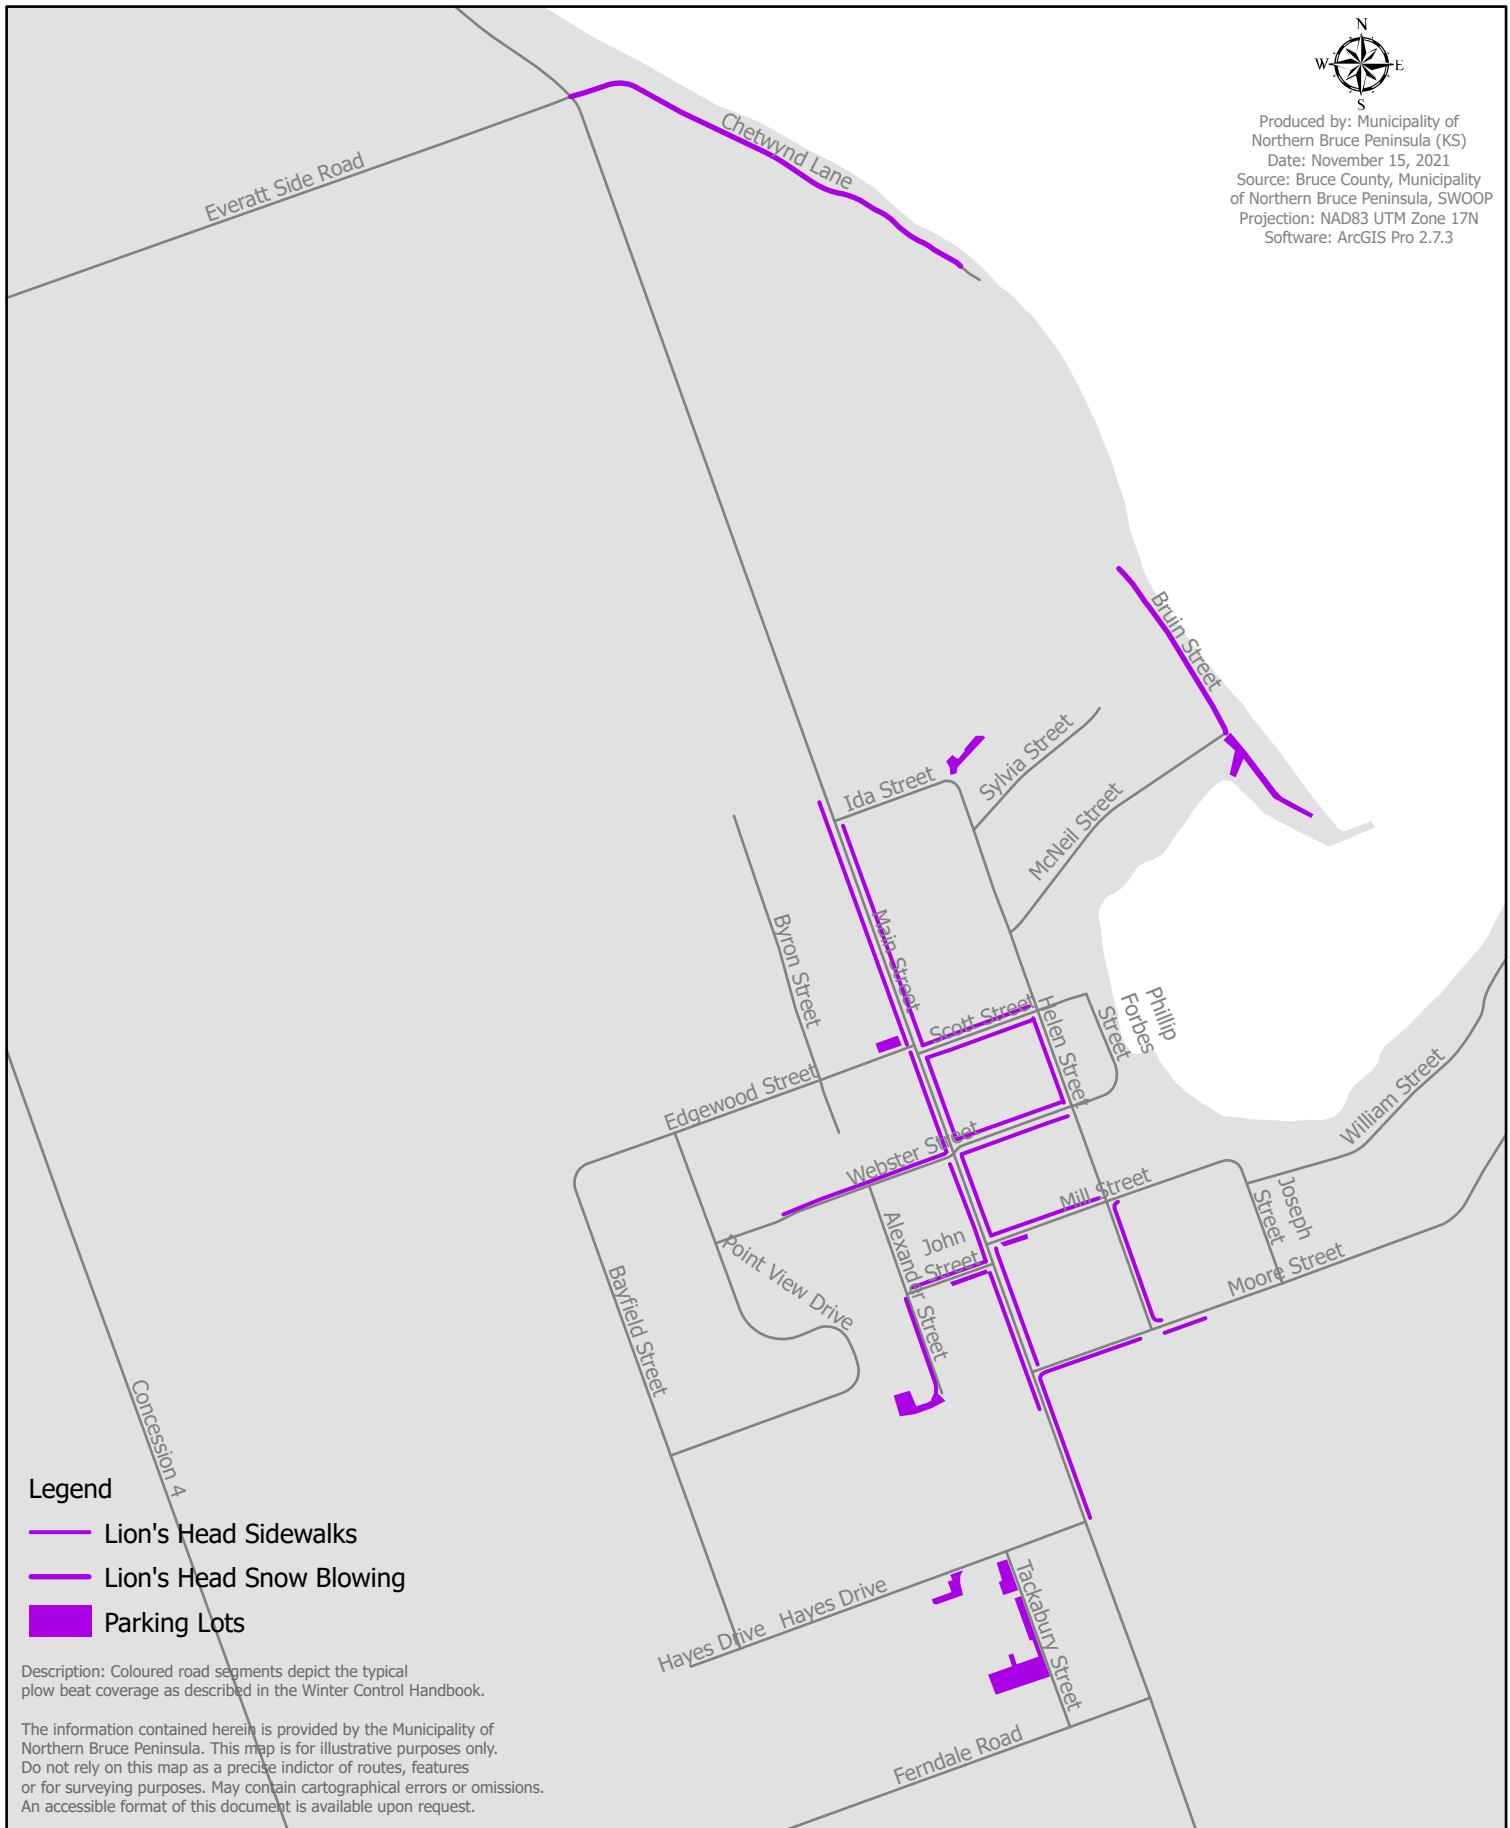 N
W
E
S
Produced by: Municipality of
Northern Bruce Peninsula (KS)
Date: November 15, 2021
Source: Bruce County, Municipality
of Northern Bruce Peninsula, SWOOP
Projection: NAD83 UTM Zone 17N
Software: ArcGIS Pro 2.7.3
Chetwynd Lane
Everatt Side Road
Bruin Street
Sylvia Street
Ida Street
McNeil Street
Main Street
Byron Street
Scott Street
Helen Street
Phillip
Forbes
Street
Edgewood Street
William Street
Webster Street
Mill Street
Joseph
Street
Alexander Street
John
Street
Point View Drive
Moore Street
Bayfield Street
Concession 4
Hayes Drive
Hayes Drive
Tackabury Street
Ferndale Road
Legend
Lion's Head Sidewalks
Lion's Head Snow Blowing
Parking Lots
Description: Coloured road segments depict the typical
plow beat coverage as described in the Winter Control Handbook.
The information contained herein is provided by the Municipality of
Northern Bruce Peninsula. This map is for illustrative purposes only.
Do not rely on this map as a precise indictor of routes, features
or for surveying purposes. May contain cartographical errors or omissions.
An accessible format of this document is available upon request.